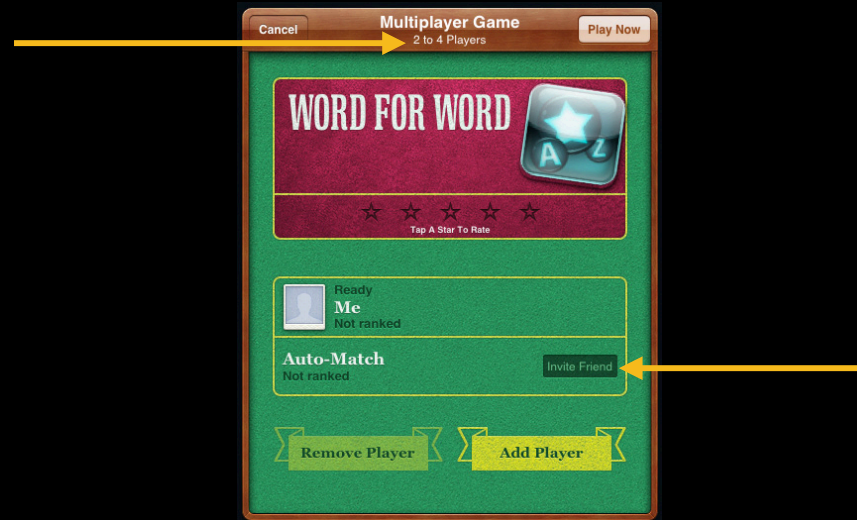 Multiplayer Game
Cancel
2 to 4 Players
Play Now
WORD FOR WORD
A
Z
Tap A Star To Rate
Ready
Me
Not ranked
Auto-Match
Not ranked
Invite Friend
Remove Player
Add Player